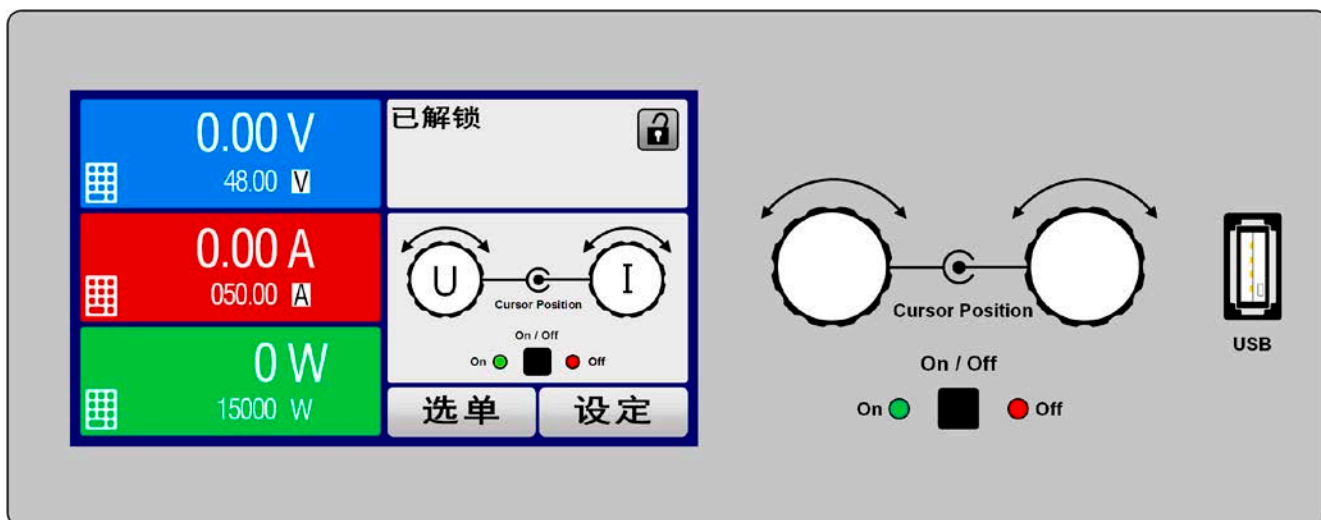 0.00 V
48.00 V
0.00 A
050.00 A
0 W
15000 W
已解锁
U
I
Cursor Position
On / Off
On
Off
选单
设定
Cursor Position
On / Off
On
Off
USB